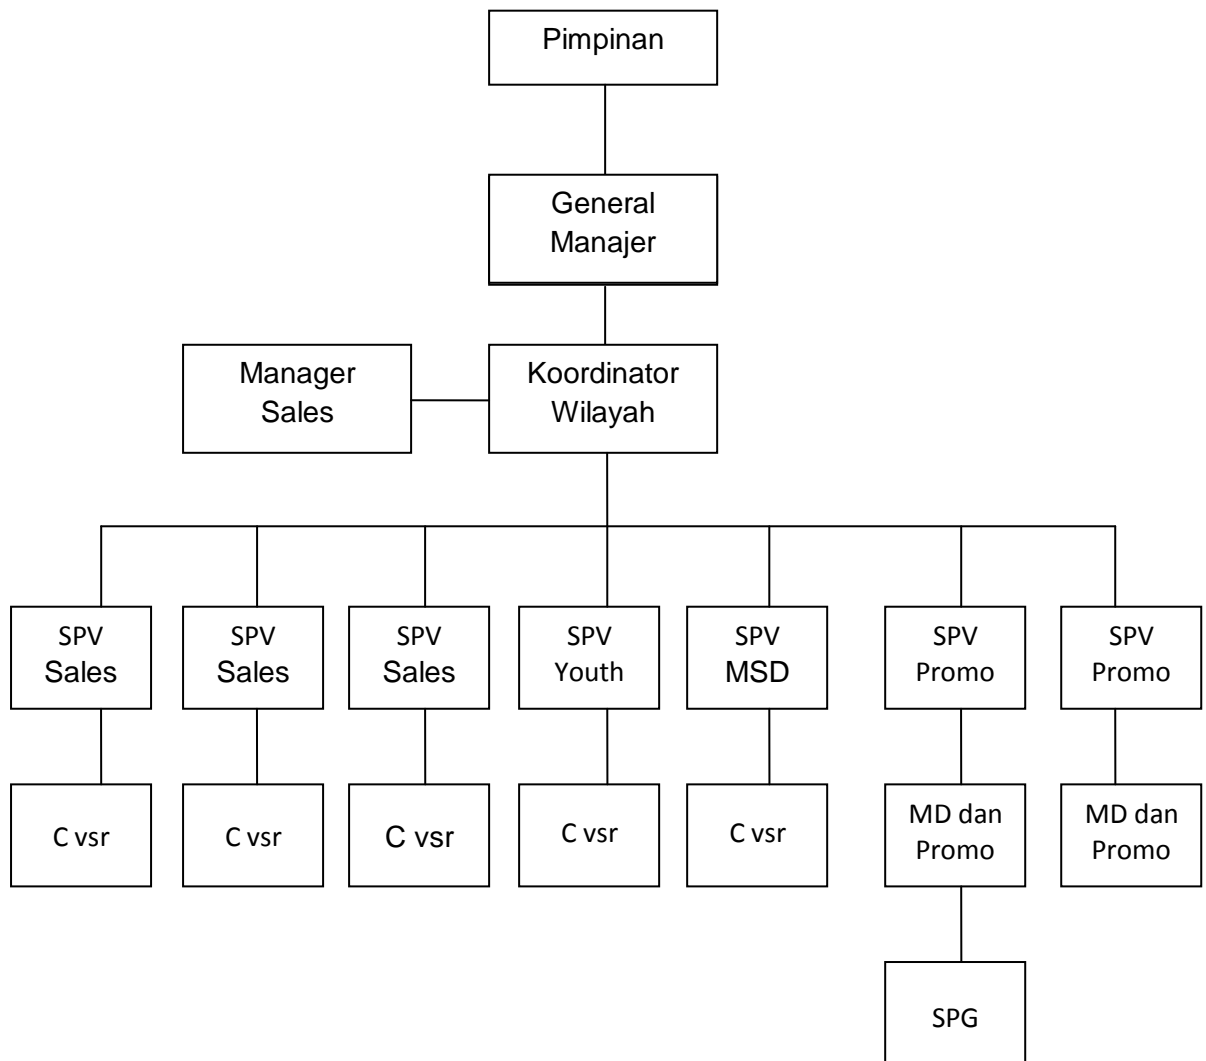 Pimpinan
General
Manajer
Manager
Sales
Koordinator
Wilayah
SPV
Sales
SPV
Sales
SPV
Sales
SPV
Youth
SPV
MSD
SPV
Promo
SPV
Promo
C vsr
C vsr
C vsr
C vsr
C vsr
MD dan
Promo
MD dan
Promo
SPG